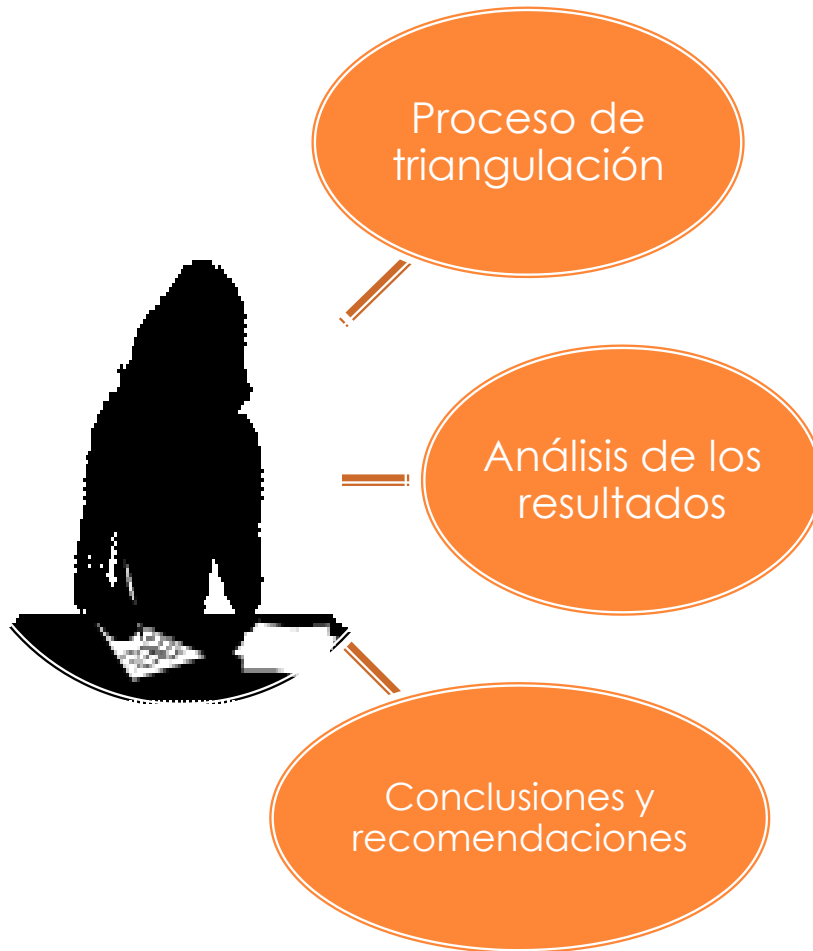 Proceso de
triangulación
Análisis de los
resultados
Conclusiones y
recomendaciones